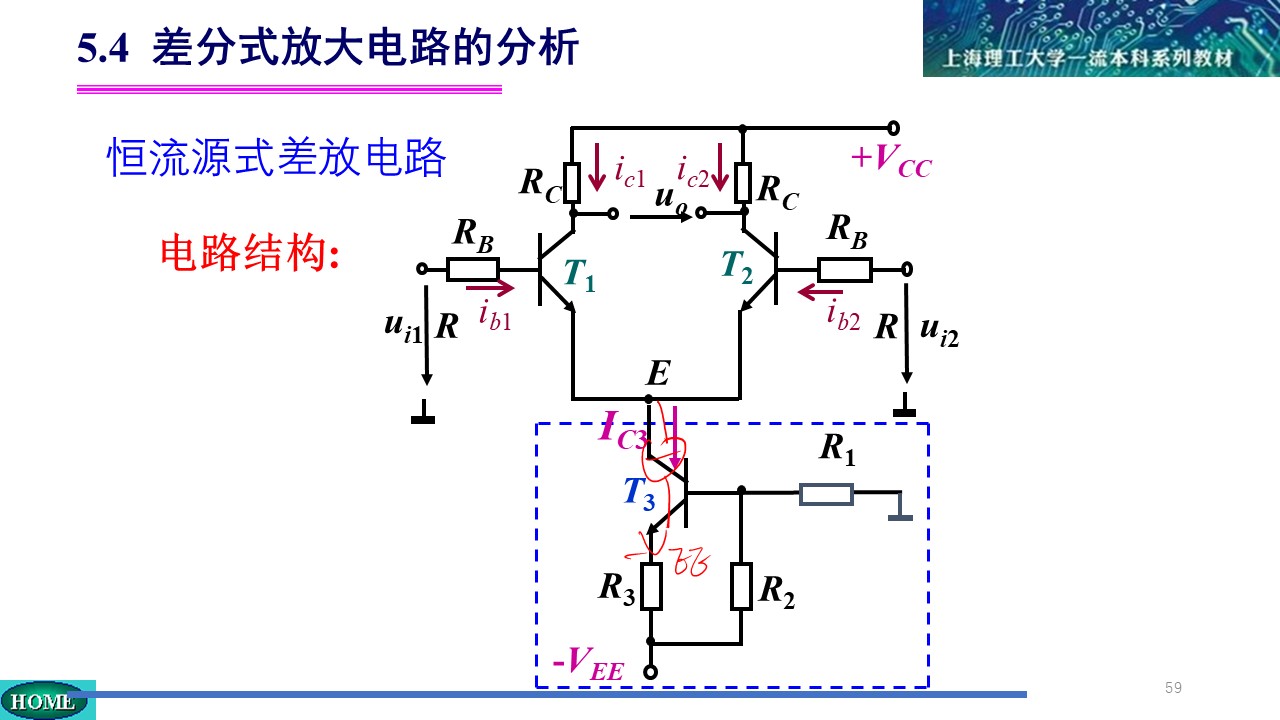 5.4 差分式放大电路的分析
上海理工大学一流本科系列教材
恒流源式差放电路
电路结构:
+VCC
RC
ic1
ic2
RC
uo
RB
T1
T2
RB
ui1
R
ib1
ib2
R
ui2
E
IC3
R1
T3
R3
R2
-VEE
HOME
59